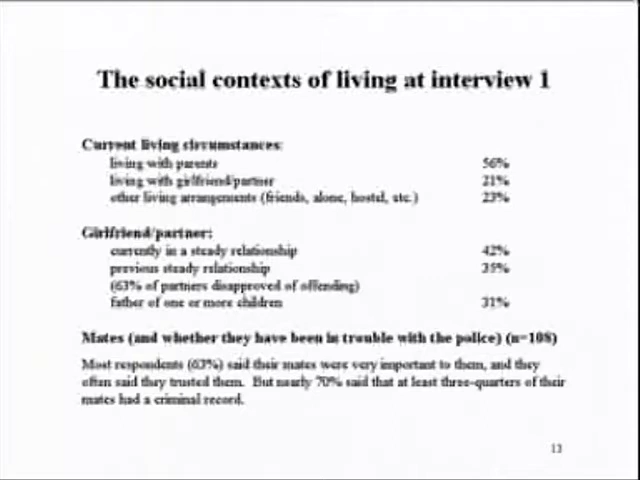 The social contexts of living at interview 1
Current living circumstances:
living with parents 56%
living with girlfriend/partner 21%
other living arrangements (friends, alone, hostel, etc.) 23%
Girlfriend/partner:
currently in a steady relationship 42%
previous steady relationship 35%
(63% of partners disapproved of offending)
father of one or more children 31%
Mates (and whether they have been in trouble with the police) (n=108)
Most respondents (63%) said their mates were very important to them, and they
often said they trusted them. But nearly 70% said that at least three-quarters of their
mates had a criminal record.
13